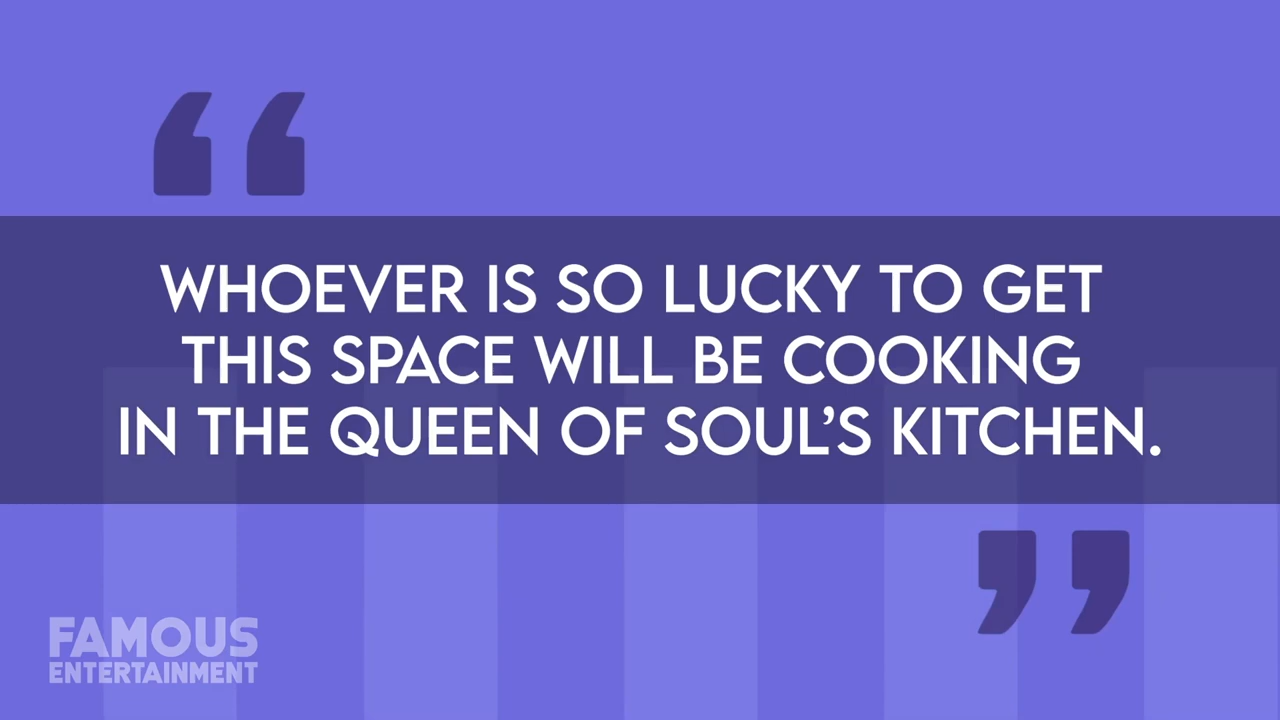 “
WHOEVER IS SO LUCKY TO GET
THIS SPACE WILL BE COOKING
IN THE QUEEN OF SOUL’S KITCHEN.
”
FAMOUS
ENTERTAINMENT